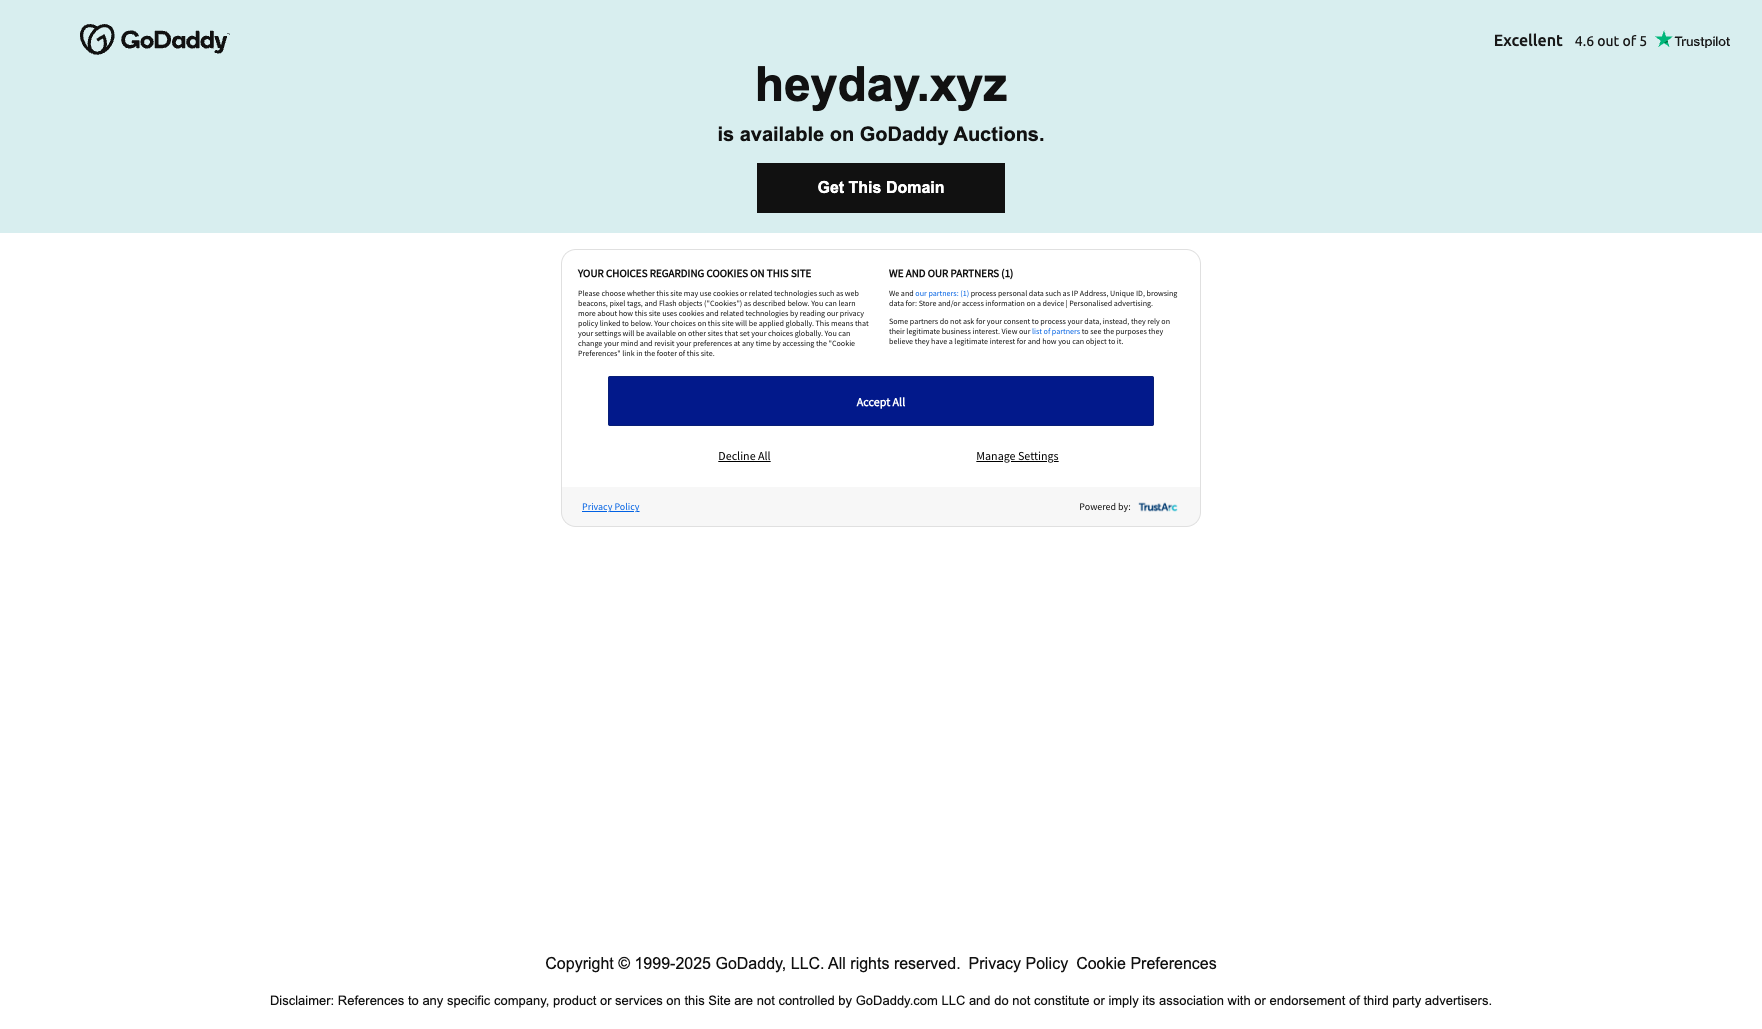 GoDaddy
Excellent 4.6 out of 5 Trustpilot
heyday.xyz
is available on GoDaddy Auctions.
Get This Domain
YOUR CHOICES REGARDING COOKIES ON THIS SITE
Please choose whether this site may use cookies or related technologies such as web
beacons, pixel tags, and Flash objects ("Cookies") as described below. You can learn
more about how this site uses cookies and related technologies by reading our privacy
policy linked to below. Your choices on this site will be applied globally. This means that
your settings will be available on other sites that set your choices globally. You can
change your mind and revisit your preferences at any time by accessing the "Cookie
Preferences" link in the footer of this site.
WE AND OUR PARTNERS (1)
We and our partners: (1) process personal data such as IP Address, Unique ID, browsing
data for: Store and/or access information on a device | Personalised advertising.
Some partners do not ask for your consent to process your data, instead, they rely on
their legitimate business interest. View our list of partners to see the purposes they
believe they have a legitimate interest for and how you can object to it.
Accept All
Decline All
Manage Settings
Privacy Policy
Powered by: TrustArc
Copyright © 1999-2025 GoDaddy, LLC. All rights reserved. Privacy Policy Cookie Preferences
Disclaimer: References to any specific company, product or services on this Site are not controlled by GoDaddy.com LLC and do not constitute or imply its association with or endorsement of third party advertisers.